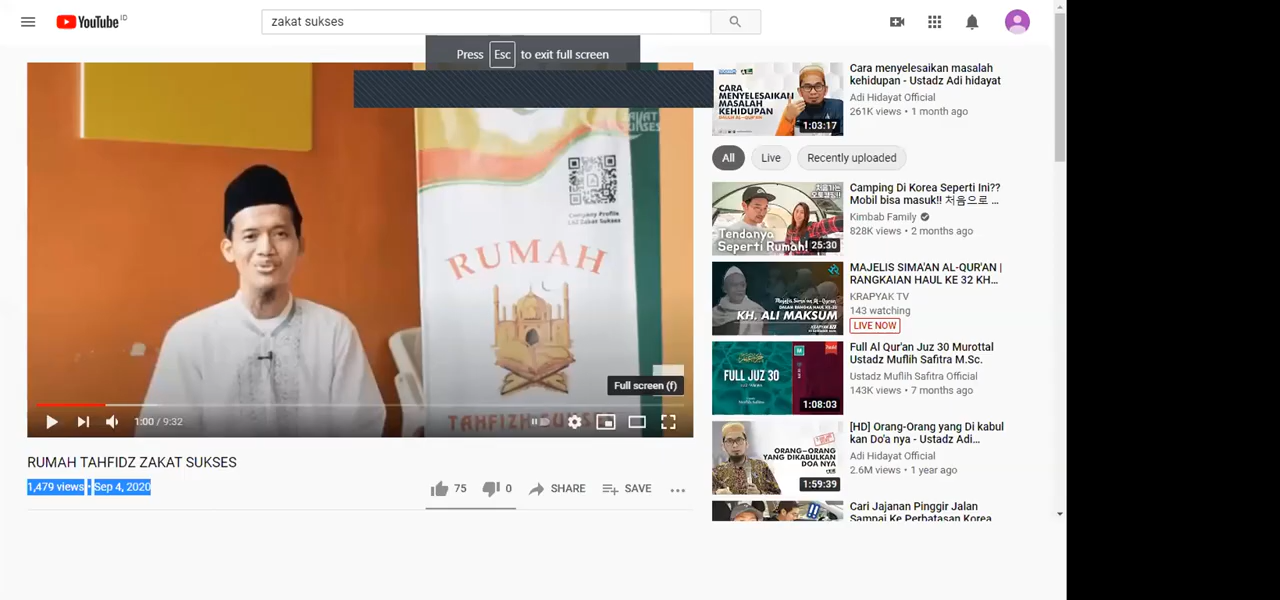 YouTube ID
zakat sukses
Press Esc to exit full screen
ZAKAT
SUKSES
Company Profile
LAZ Zakat Sukses
RUMAH
TAHFIZH SUKSES
Full screen (f)
1:00 / 9:32
RUMAH TAHFIDZ ZAKAT SUKSES
1,479 views • Sep 4, 2020
75
0
SHARE
SAVE
CARA
MENYELESAIKAN
MASALAH
KEHIDUPAN
1:03:17
Cara menyelesaikan masalah
kehidupan - Ustadz Adi hidayat
Adi Hidayat Official
261K views • 1 month ago
All
Live
Recently uploaded
Tendanya
Seperti Rumah!
25:30
Camping Di Korea Seperti Ini??
Mobil bisa masuk!! 처음으로 ...
Kimbab Family
828K views • 2 months ago
Majelis Sima'an Al-Quran
KH. ALI MAKSUM
MAJELIS SIMA'AN AL-QUR'AN |
RANGKAIAN HAUL KE 32 KH...
KRAPYAK TV
143 watching
LIVE NOW
FULL JUZ 30
1:08:03
Full Al Qur'an Juz 30 Murottal
Ustadz Muflih Safitra M.Sc.
Ustadz Muflih Safitra Official
143K views • 7 months ago
ORANG-ORANG
YANG DIKABULKAN
DOA NYA
1:59:39
[HD] Orang-Orang yang Di kabul
kan Do'a nya - Ustadz Adi...
Adi Hidayat Official
2.6M views • 1 year ago
Cari Jajanan Pinggir Jalan
Sampai Ke Perbatasan Korea